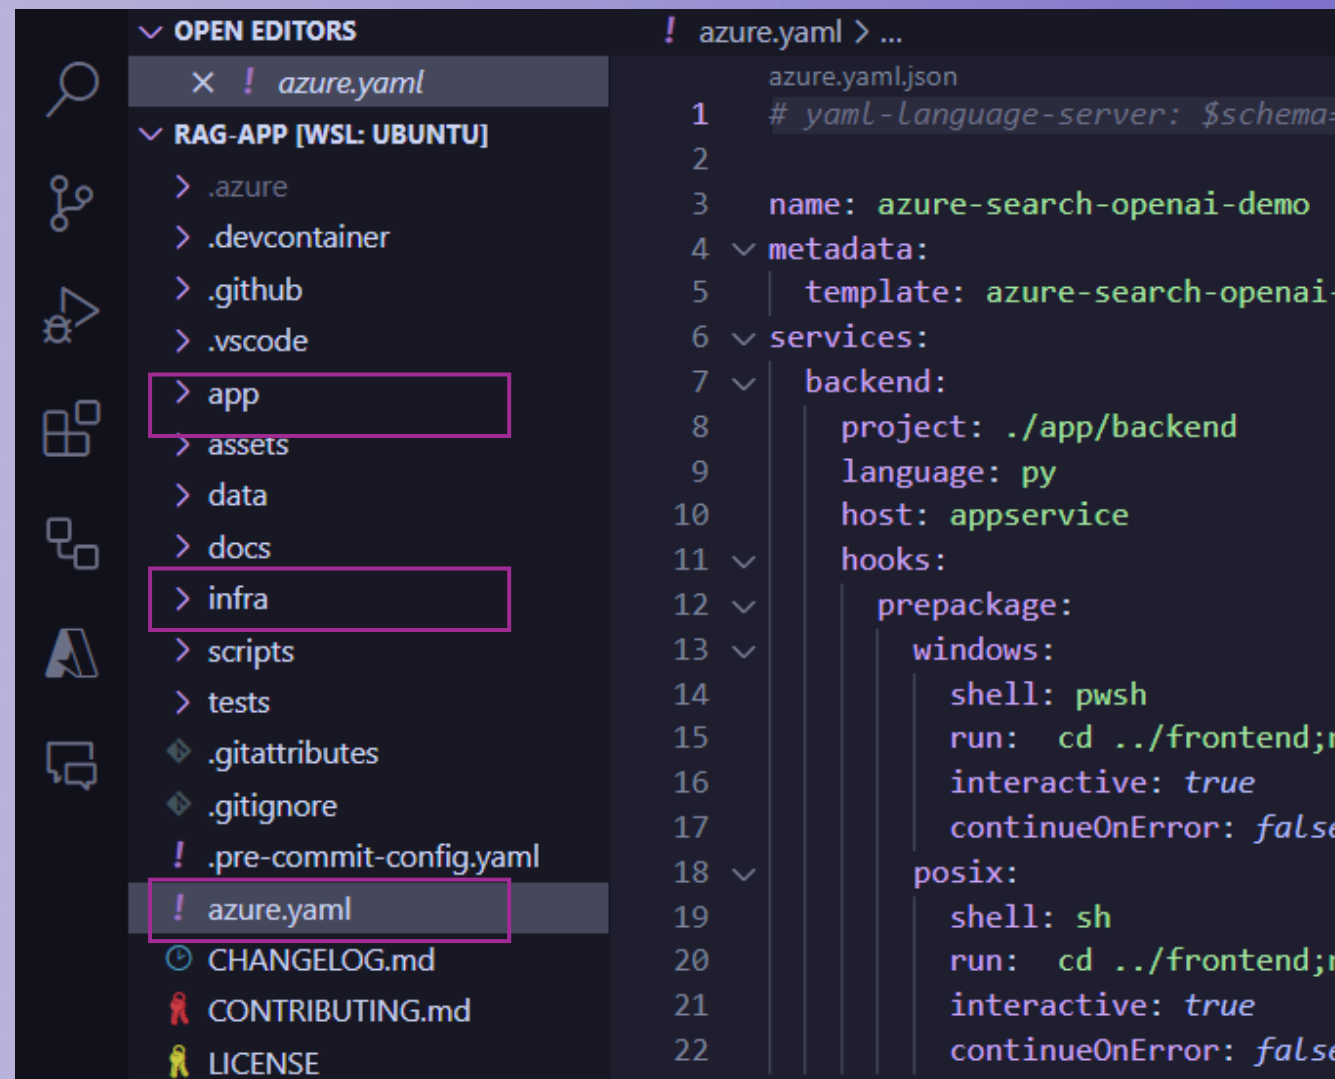 OPEN EDITORS
azure.yaml
RAG-APP [WSL: UBUNTU]
.azure
.devcontainer
.github
.vscode
app
assets
data
docs
infra
scripts
tests
.gitattributes
.gitignore
! .pre-commit-config.yaml
! azure.yaml
CHANGELOG.md
CONTRIBUTING.md
LICENSE
! azure.yaml > ...
azure.yaml.json
1 # yaml-language-server: $schema=
2
3 name: azure-search-openai-demo
4 metadata:
5 template: azure-search-openai-
6 services:
7 backend:
8 project: ./app/backend
9 language: py
10 host: appservice
11 hooks:
12 prepackage:
13 windows:
14 shell: pwsh
15 run:  cd ../frontend;
16 interactive: true
17 continueOnError: false
18 posix:
19 shell: sh
20 run:  cd ../frontend;
21 interactive: true
22 continueOnError: false